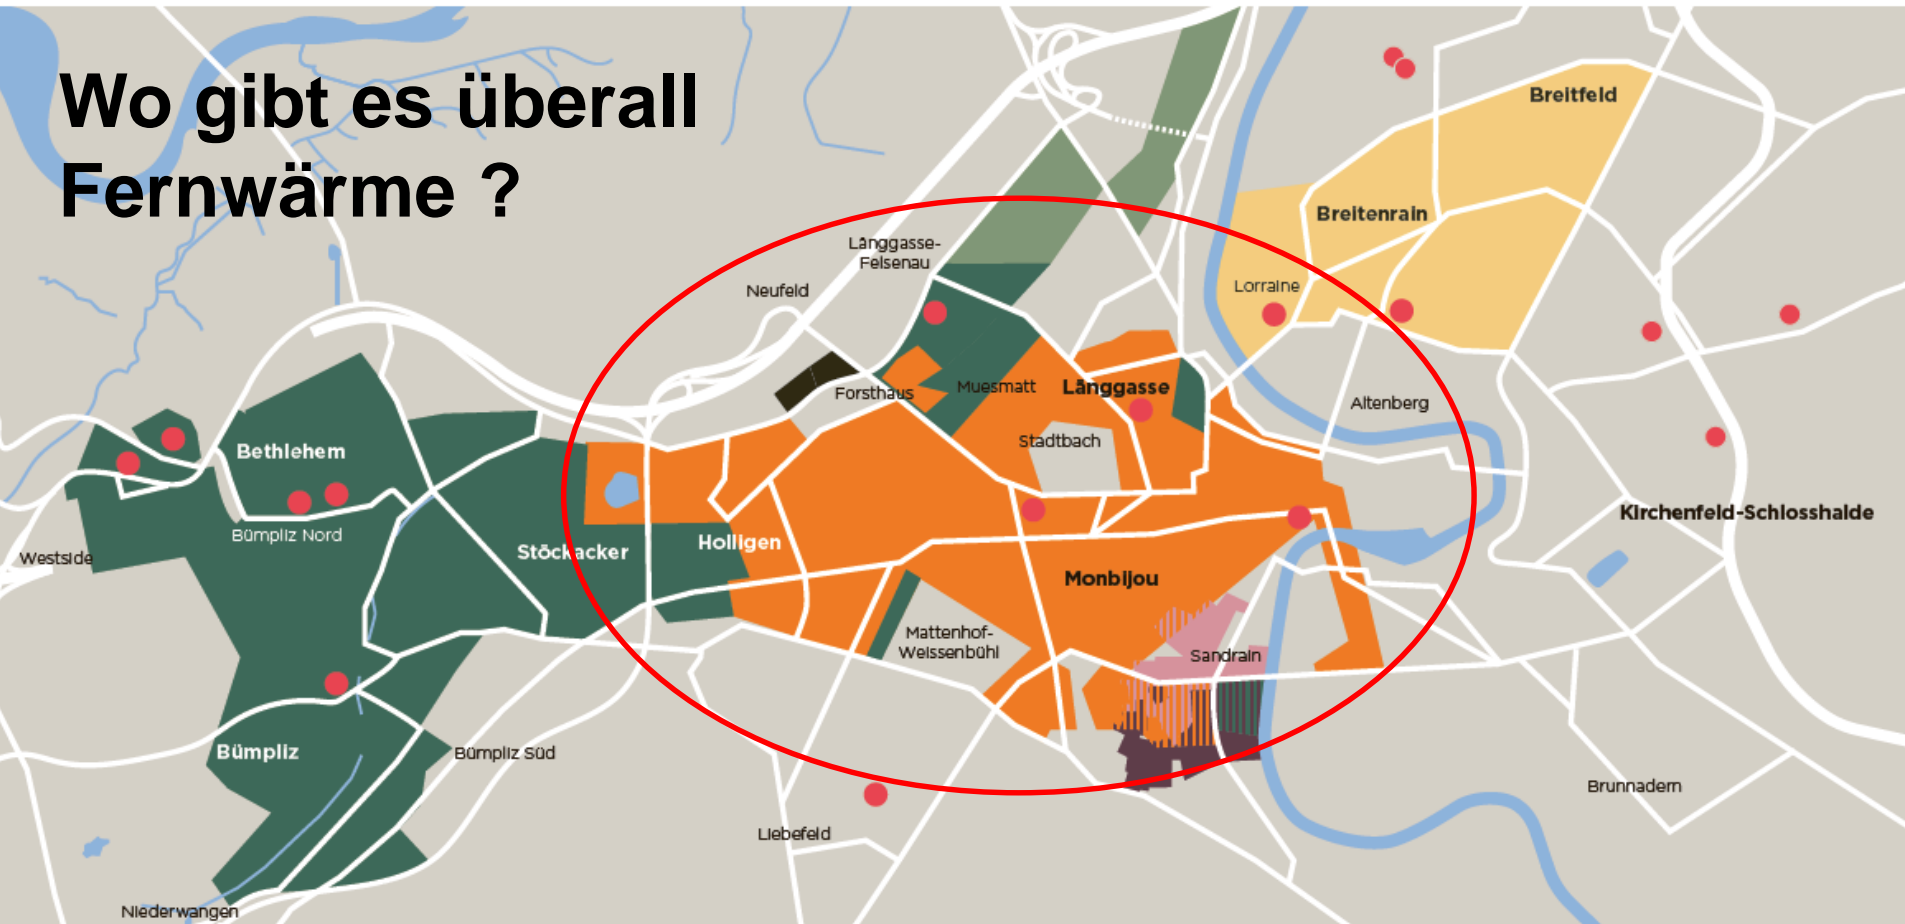 Wo gibt es überall
Fernwärme ?
Breitfeld
Breitenrain
Länggasse-
Felsenau
Neufeld
Lorraine
Forsthaus
Muesmatt
Länggasse
Altenberg
Stadtbach
Bethlehem
Bümpliz Nord
Westside
Stöckacker
Holligen
Kirchenfeld-Schlosshalde
Monbijou
Mattenhof-
Weissenbühl
Sandrain
Bümpliz
Bümpliz Süd
Brunnadern
Liebefeld
Niederwangen